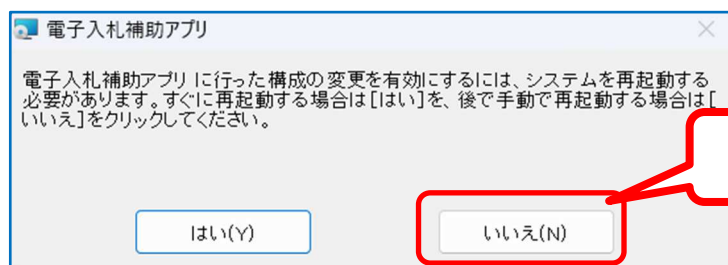 電子入札補助アプリ
電子入札補助アプリ に行った構成の変更を有効にするには、システムを再起動する
必要があります。すぐに再起動する場合は[はい]を、後で手動で再起動する場合は[
いいえ]をクリックしてください。
はい(Y)
いいえ(N)